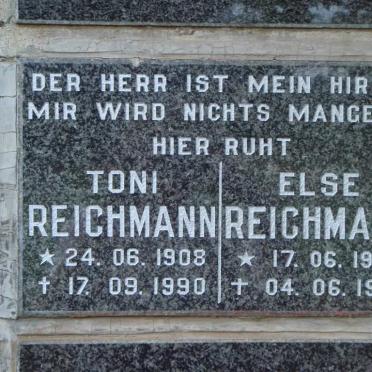 DER HERR IST MEIN HIR
MIR WIRD NICHTS MANGE
HIER RUHT
TONI ELSE
REICHMANN REICHMA
★ 24. 06. 1908 ★ 17. 06. 19
✝ 17. 09. 1990 ✝ 04. 06. 19